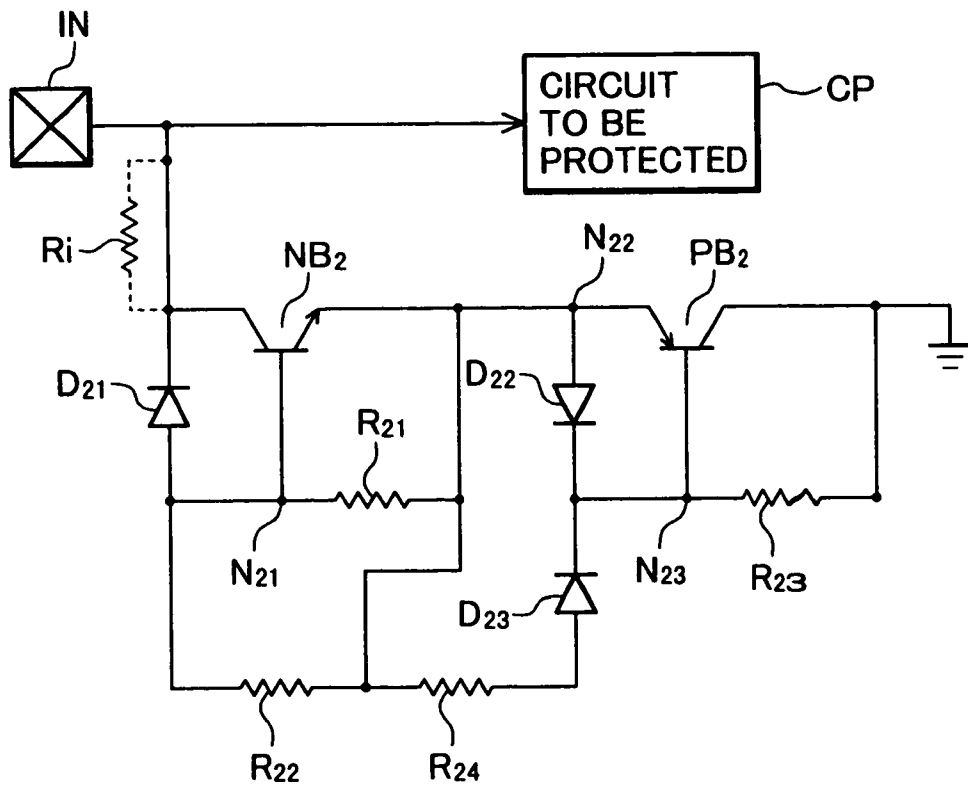 IN
CIRCUIT
TO BE
PROTECTED
CP
Ri
NB₂
N₂₂
PB₂
D₂₁
D₂₂
R₂₁
N₂₁
D₂₃
N₂₃
R₂₃
R₂₂
R₂₄